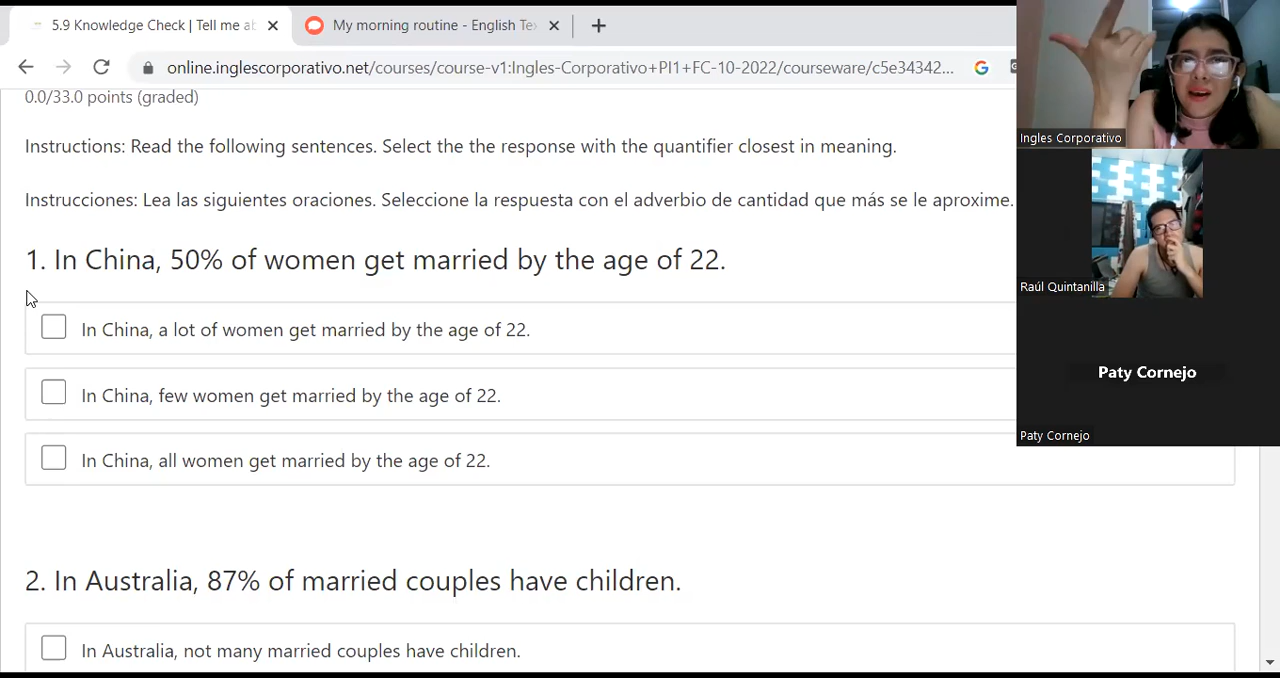 5.9 Knowledge Check | Tell me ab
My morning routine - English Te
online.inglescorporativo.net/courses/course-v1:Ingles-Corporativo+PI1+FC-10-2022/courseware/c5e34342...
0.0/33.0 points (graded)
Instructions: Read the following sentences. Select the the response with the quantifier closest in meaning.
Instrucciones: Lea las siguientes oraciones. Seleccione la respuesta con el adverbio de cantidad que más se le aproxime.
1. In China, 50% of women get married by the age of 22.
In China, a lot of women get married by the age of 22.
In China, few women get married by the age of 22.
In China, all women get married by the age of 22.
2. In Australia, 87% of married couples have children.
In Australia, not many married couples have children.
Ingles Corporativo
Raúl Quintanilla
Paty Cornejo
Paty Cornejo